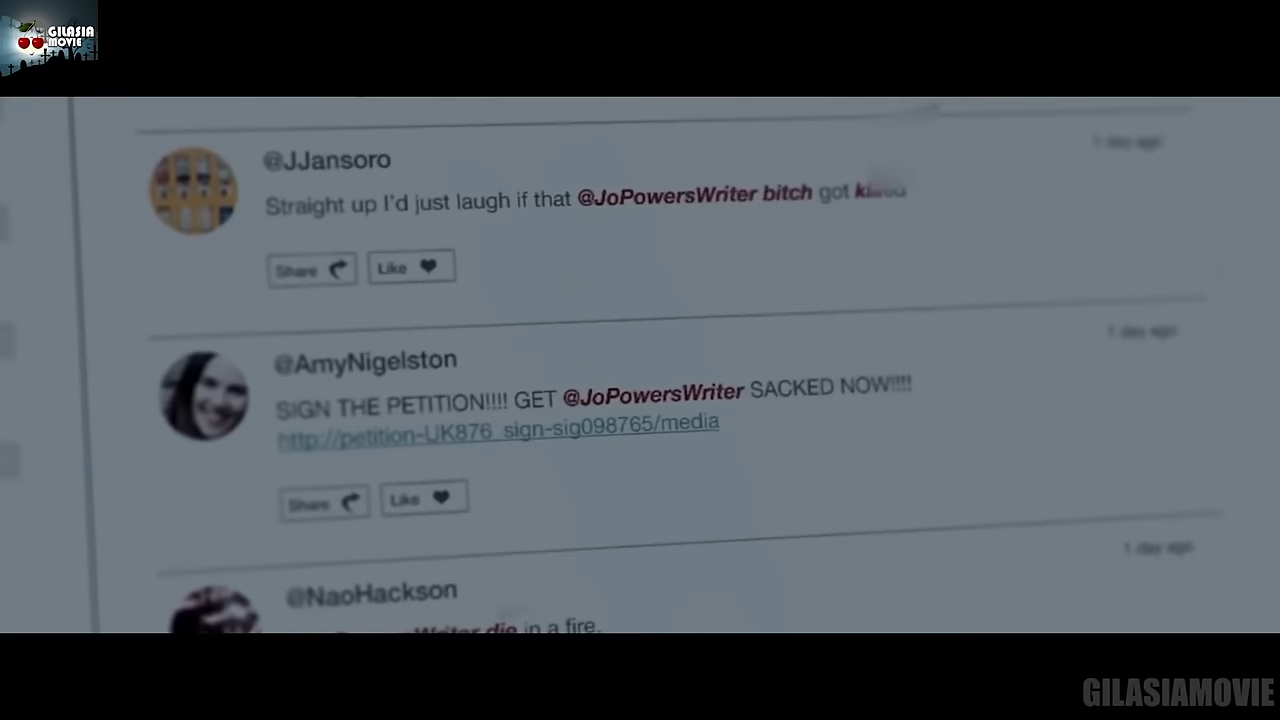 GILASIA
MOVIE
1 day ago
@JJansoro
Straight up I'd just laugh if that @JoPowersWriter bitch got killed
Share
Like
1 day ago
@AmyNigelston
SIGN THE PETITION!!!! GET @JoPowersWriter SACKED NOW!!!!
http://petition-UK876_sign-sig098765/media
Share
Like
1 day ago
@NaoHackson
die in a fire.
GILASIAMOVIE